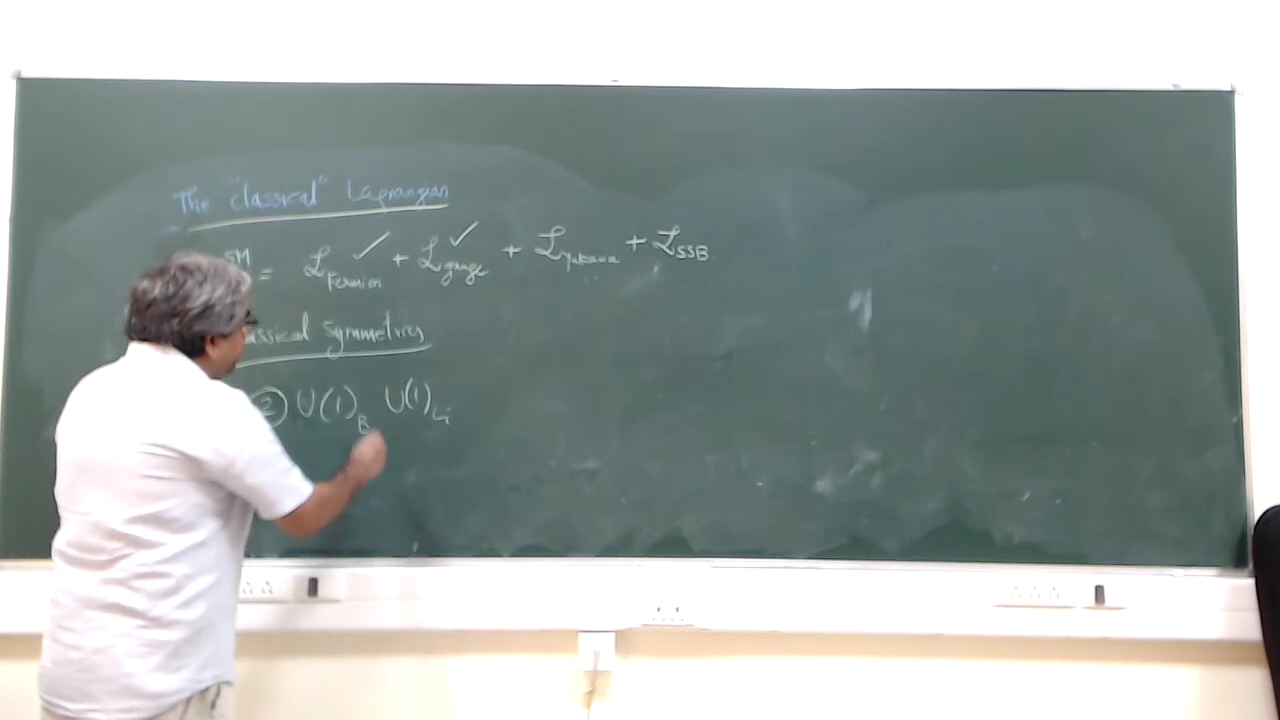 The "classical" Lagrangian
SM = ℒ_Fermion ✓ + ℒ_gauge ✓ + ℒ_Yukawa + ℒ_SSB
assical symmetries
② U(1)_B U(1)_Li